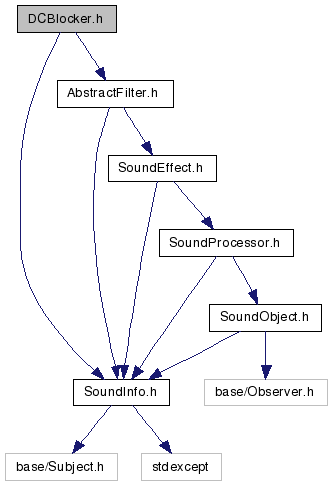 DCBlocker.h
AbstractFilter.h
SoundEffect.h
SoundProcessor.h
SoundObject.h
SoundInfo.h
base/Observer.h
base/Subject.h
stdexcept